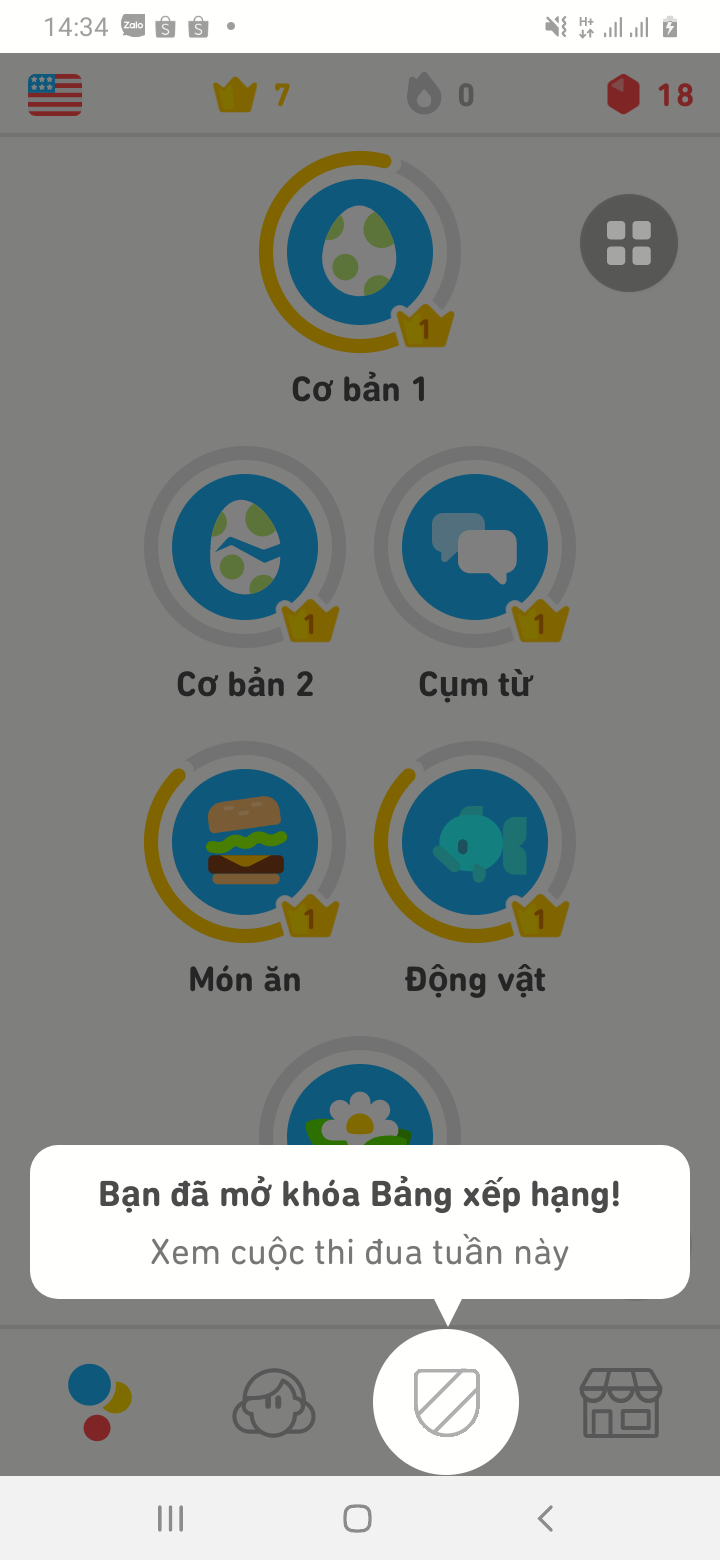 14:34 Zalo S S H+
7 0 18
1
Cơ bản 1
1 1
Cơ bản 2 Cụm từ
1 1
Món ăn Động vật
Bạn đã mở khóa Bảng xếp hạng!
Xem cuộc thi đua tuần này